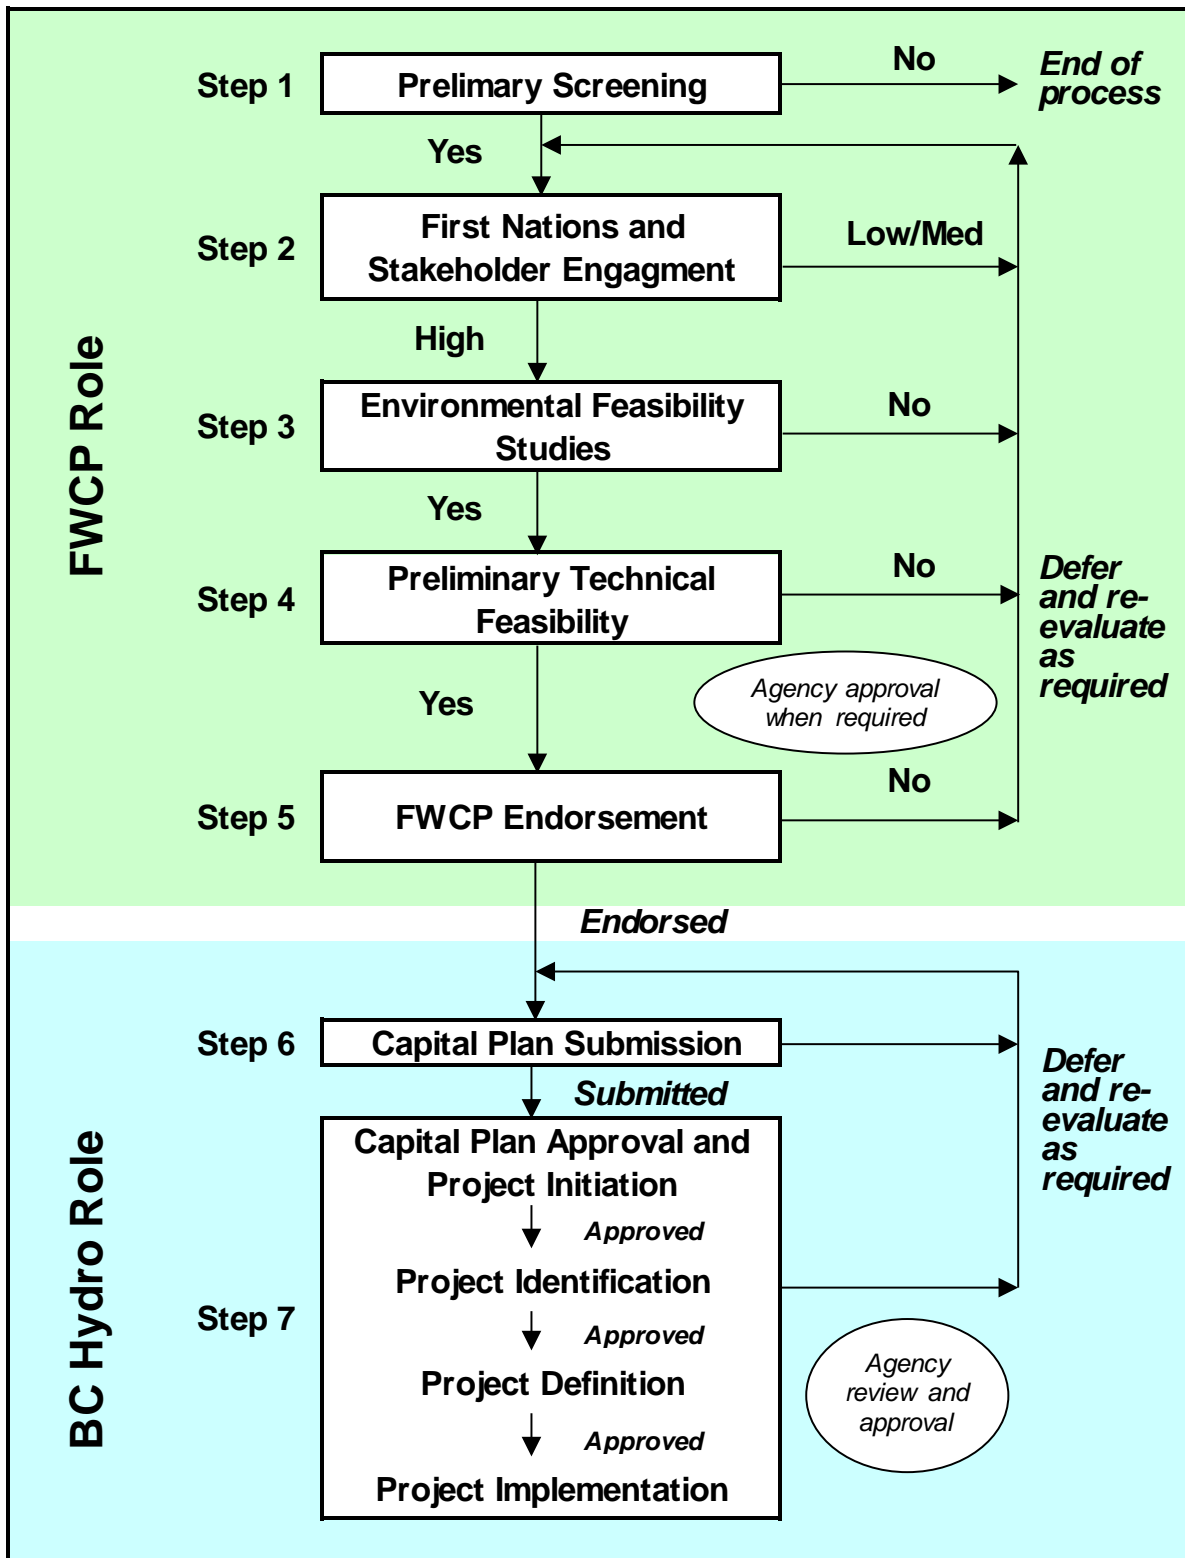 FWCP Role
Step 1
Prelimary Screening
No
End of
process
Yes
Step 2
First Nations and
Stakeholder Engagment
Low/Med
High
Step 3
Environmental Feasibility
Studies
No
Yes
Step 4
Preliminary Technical
Feasibility
No
Defer
and re-
evaluate
as
required
Agency approval
when required
Yes
Step 5
FWCP Endorsement
No
Endorsed
BC Hydro Role
Step 6
Capital Plan Submission
Defer
and re-
evaluate
as
required
Submitted
Step 7
Capital Plan Approval and
Project Initiation
Approved
Project Identification
Approved
Project Definition
Approved
Project Implementation
Agency
review and
approval